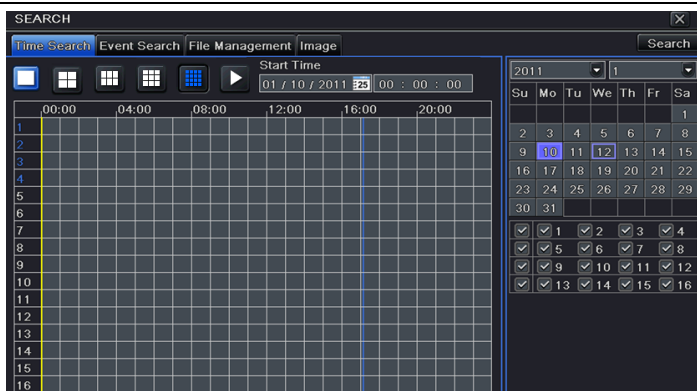 SEARCH
Time Search Event Search File Management Image Search
Start Time
01 / 10 / 2011 25 00 : 00 : 00
00:00 04:00 08:00 12:00 16:00 20:00
1
2
3
4
5
6
7
8
9
10
11
12
13
14
15
16
2011 1
Su Mo Tu We Th Fr Sa
1
2 3 4 5 6 7 8
9 10 11 12 13 14 15
16 17 18 19 20 21 22
23 24 25 26 27 28 29
30 31
1 2 3 4
5 6 7 8
9 10 11 12
13 14 15 16